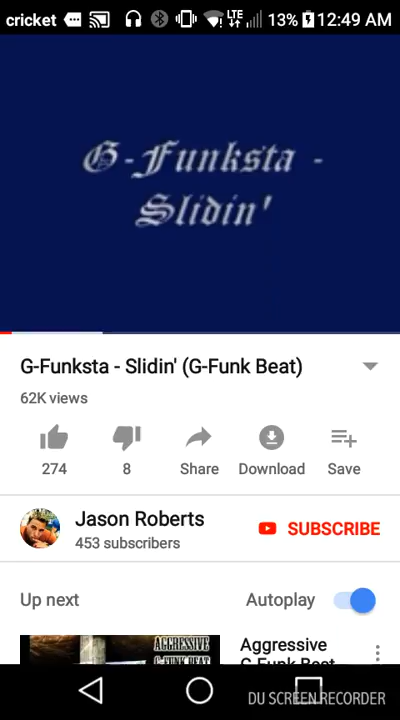 cricket LTE 13% 12:49 AM
G-Funksta -
Slidin'
G-Funksta - Slidin' (G-Funk Beat)
62K views
274 8 Share Download Save
Jason Roberts
453 subscribers
SUBSCRIBE
Up next Autoplay
AGGRESSIVE
G-FUNK BEAT
Aggressive
G-Funk Beat
DU SCREEN RECORDER